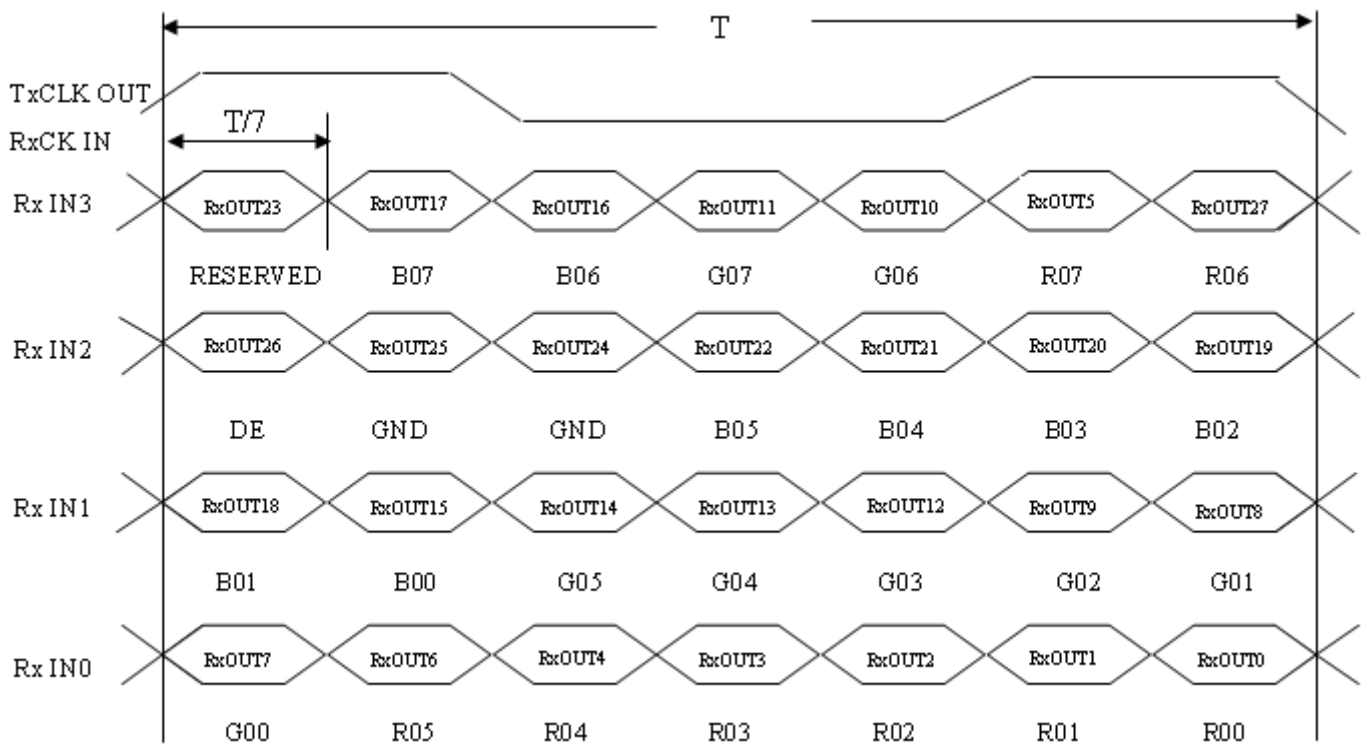 T
TxCLK OUT
T/7
RxCK IN
Rx IN3 RxOUT23 RxOUT17 RxOUT16 RxOUT11 RxOUT10 RxOUT5 RxOUT27
RESERVED B07 B06 G07 G06 R07 R06
Rx IN2 RxOUT26 RxOUT25 RxOUT24 RxOUT22 RxOUT21 RxOUT20 RxOUT19
DE GND GND B05 B04 B03 B02
Rx IN1 RxOUT18 RxOUT15 RxOUT14 RxOUT13 RxOUT12 RxOUT9 RxOUT8
B01 B00 G05 G04 G03 G02 G01
Rx IN0 RxOUT7 RxOUT6 RxOUT4 RxOUT3 RxOUT2 RxOUT1 RxOUT0
G00 R05 R04 R03 R02 R01 R00